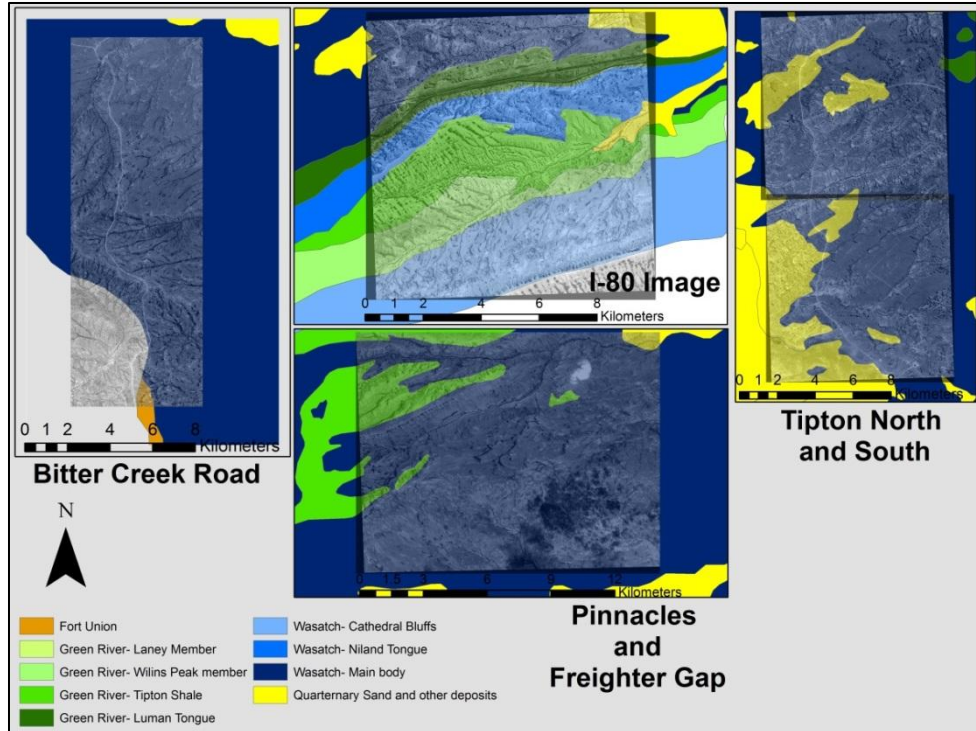 I-80 Image
0 1 2 4 6 8
Kilometers
0 1 2 4 6 8
Kilometers
Bitter Creek Road
0 1 2 4 6 8
Kilometers
Tipton North
and South
N
0 1.5 3 6 9 12
Kilometers
Pinnacles
and
Freighter Gap
Fort Union
Green River- Laney Member
Green River- Wilins Peak member
Green River- Tipton Shale
Green River- Luman Tongue
Wasatch- Cathedral Bluffs
Wasatch- Niland Tongue
Wasatch- Main body
Quarternary Sand and other deposits